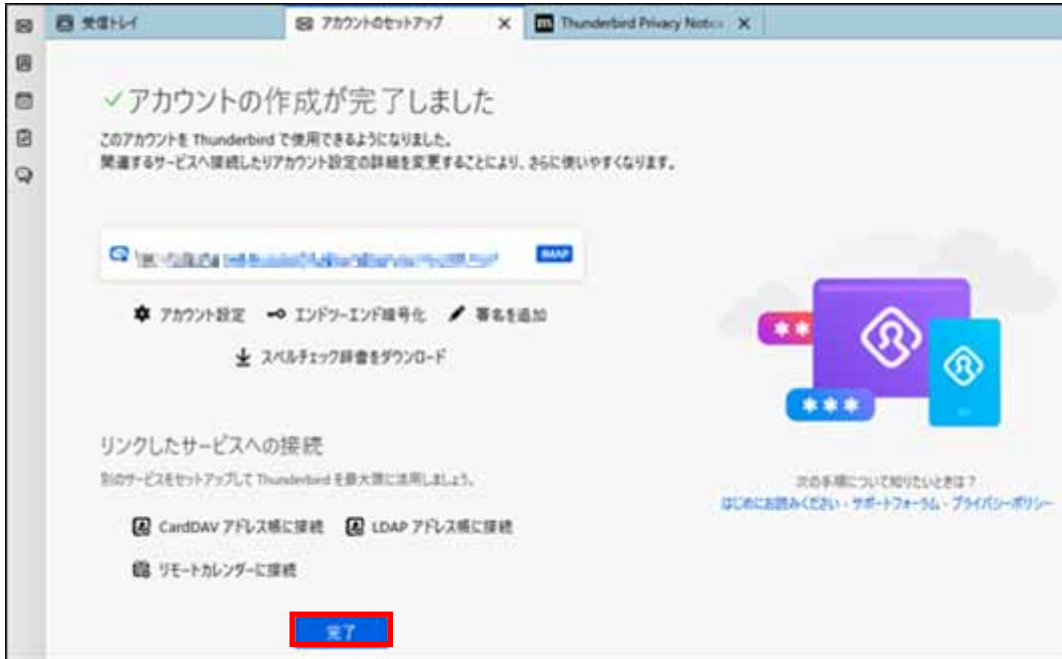 受信トレイ
アカウントのセットアップ
Thunderbird Privacy Notice
アカウントの作成が完了しました
このアカウントを Thunderbird で使用できるようになりました。
関連するサービスへ接続したりアカウント設定の詳細を変更することにより、さらに使いやすくなります。
IMAP
アカウント設定 エンドツーエンド暗号化 署名を追加
スペルチェック辞書をダウンロード
リンクしたサービスへの接続
別のサービスをセットアップして Thunderbird を最大限に活用しましょう。
CardDAV アドレス帳に接続 LDAP アドレス帳に接続
リモートカレンダーに接続
完了
***
次の手順について知りたいときは?
はじめにお読みください - サポートフォーラム - プライバシーポリシー